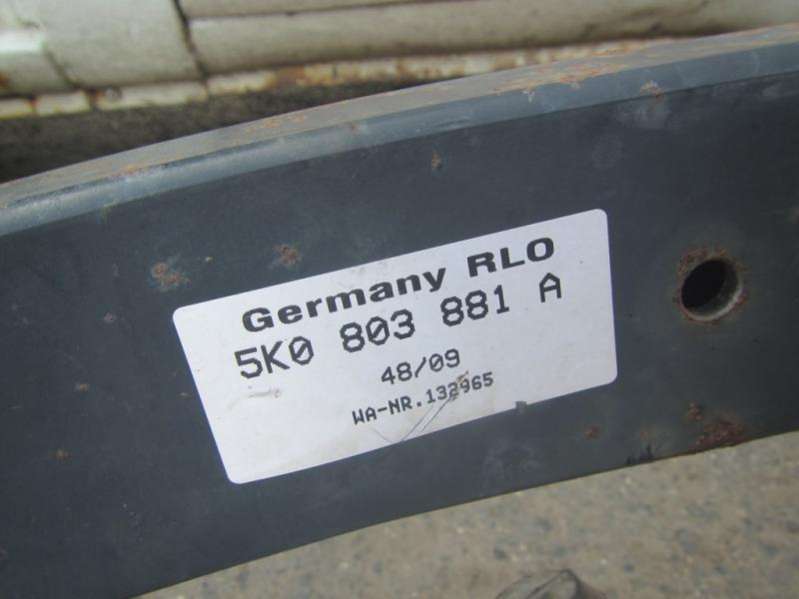 Germany RLO
5K0 803 881 A
48/09
WA-NR.132965